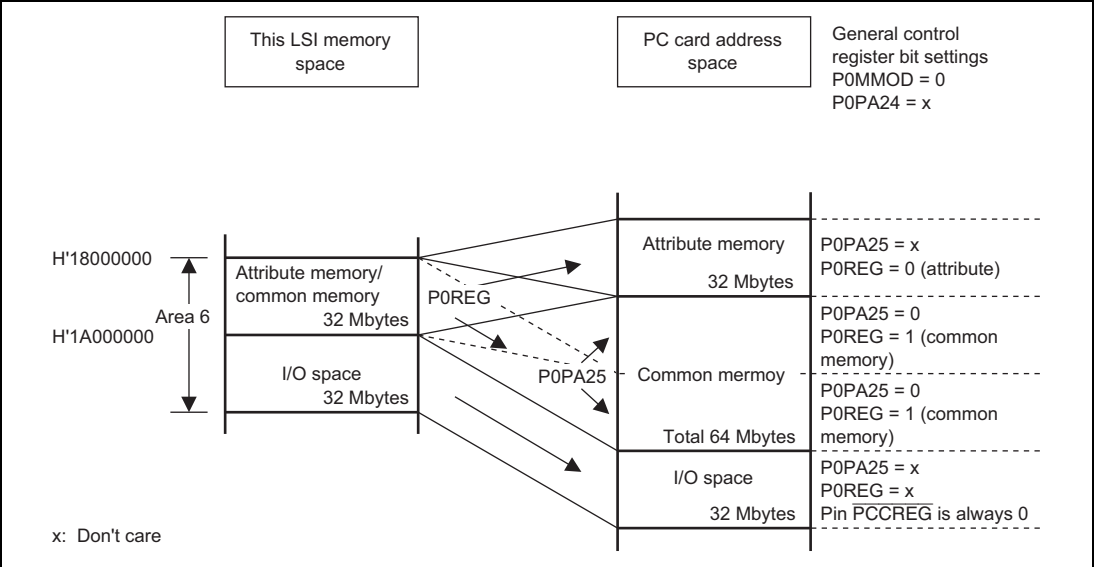 This LSI memory
space
PC card address
space
General control
register bit settings
P0MMOD = 0
P0PA24 = x
H'18000000
Area 6
H'1A000000
Attribute memory/
common memory
32 Mbytes
I/O space
32 Mbytes
P0REG
P0PA25
Attribute memory
32 Mbytes
Common mermoy
Total 64 Mbytes
I/O space
32 Mbytes
P0PA25 = x
P0REG = 0 (attribute)
P0PA25 = 0
P0REG = 1 (common
memory)
P0PA25 = 0
P0REG = 1 (common
memory)
P0PA25 = x
P0REG = x
Pin PCCREG is always 0
x: Don't care